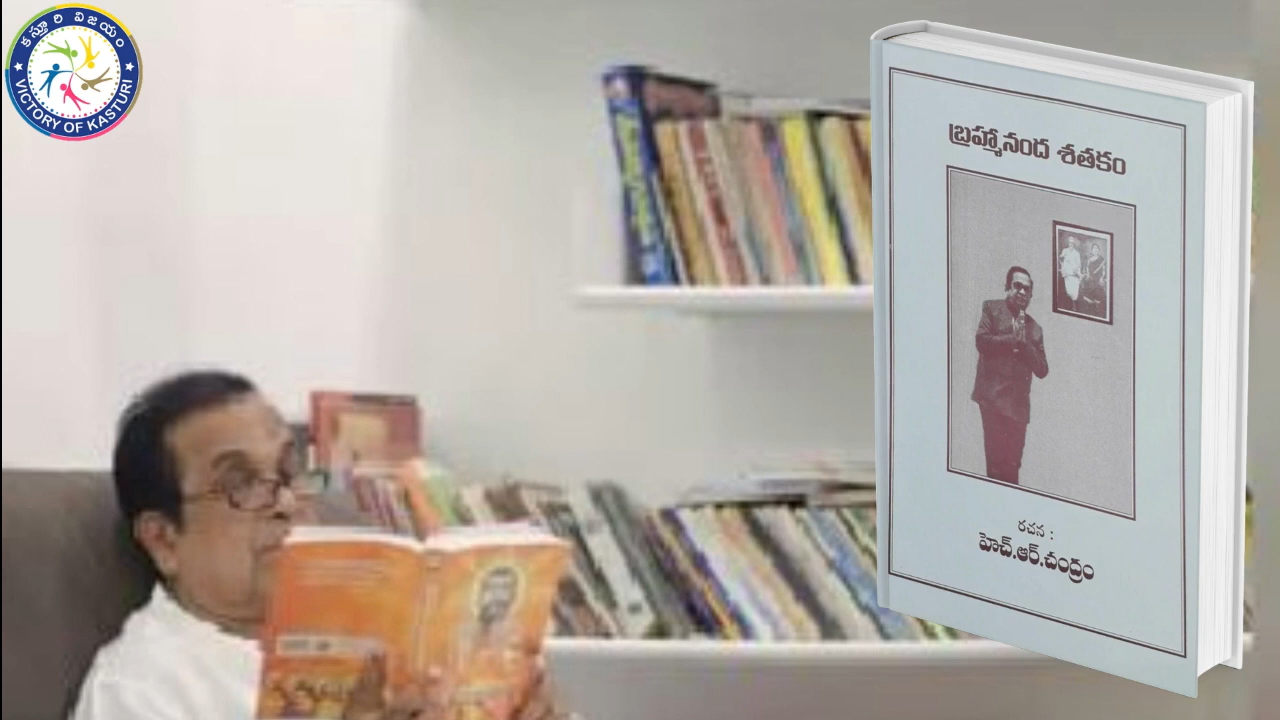 కస్తూరి విజయం
VICTORY OF KASTURI
బ్రహ్మానంద శతకం
రచన :
హెచ్.ఆర్.చంద్రం